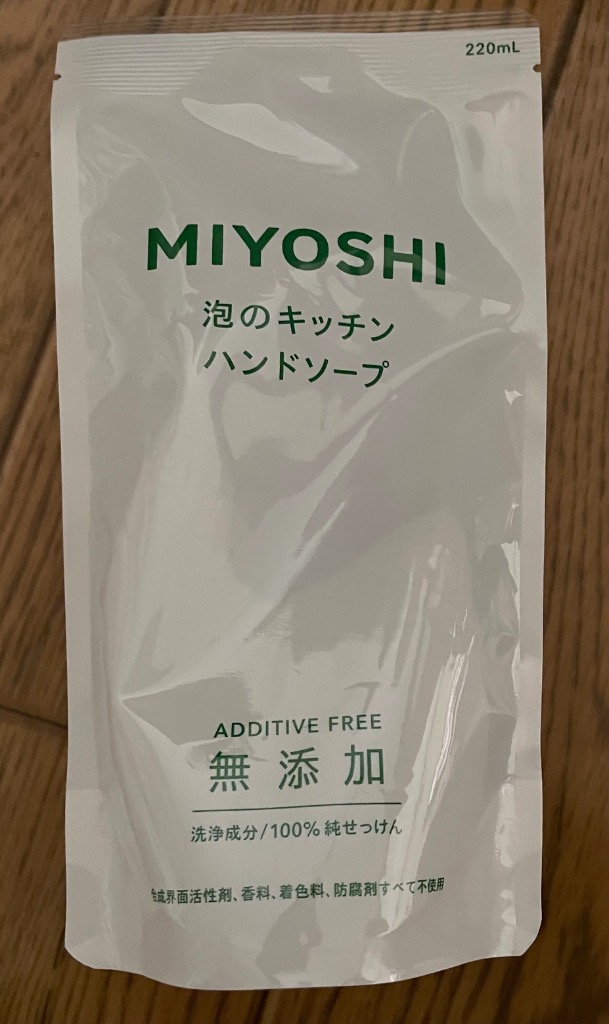 220mL
MIYOSHI
泡のキッチン
ハンドソープ
ADDITIVE FREE
無添加
洗浄成分/100%純せっけん
合成界面活性剤、香料、着色料、防腐剤すべて不使用